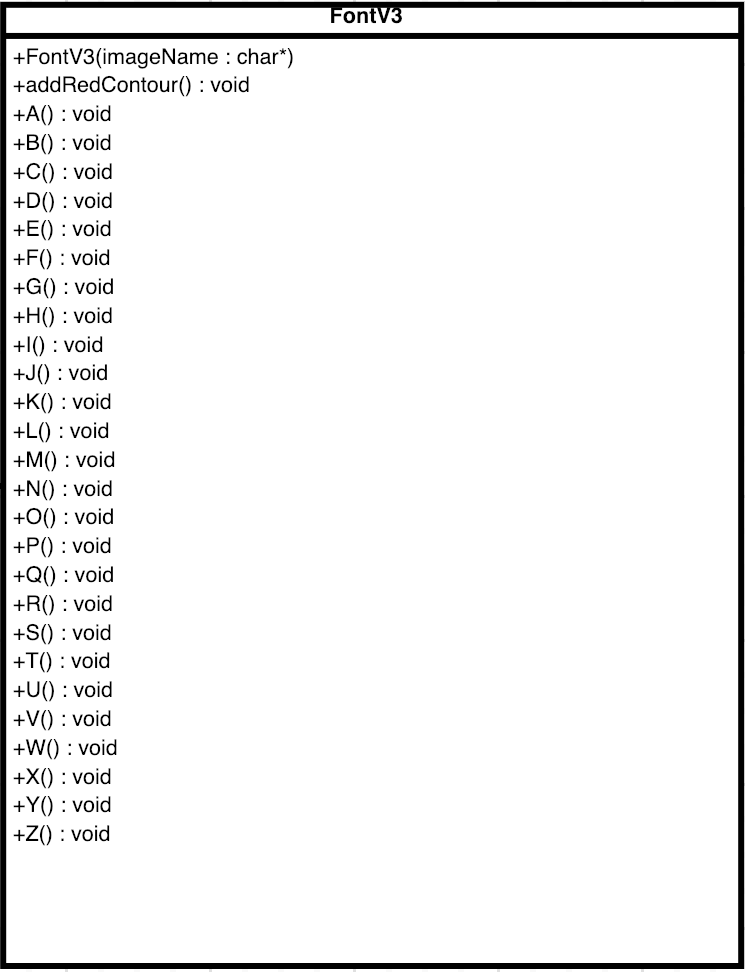 FontV3
+FontV3(imageName : char*)
+addRedContour() : void
+A() : void
+B() : void
+C() : void
+D() : void
+E() : void
+F() : void
+G() : void
+H() : void
+I() : void
+J() : void
+K() : void
+L() : void
+M() : void
+N() : void
+O() : void
+P() : void
+Q() : void
+R() : void
+S() : void
+T() : void
+U() : void
+V() : void
+W() : void
+X() : void
+Y() : void
+Z() : void